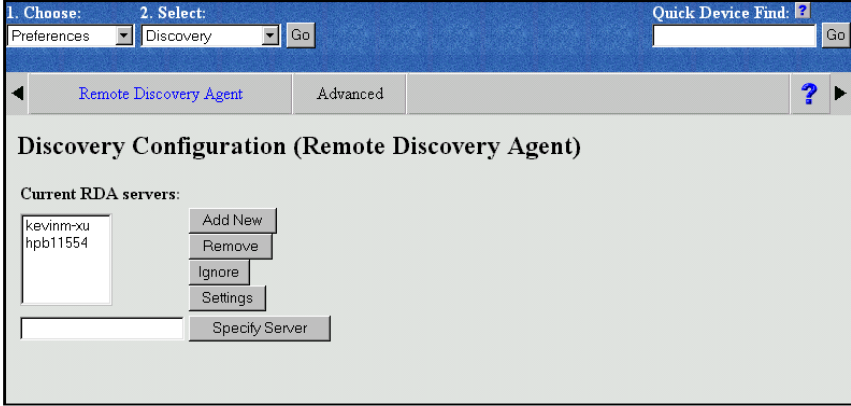 1. Choose: 2. Select: Quick Device Find: ?
Preferences Discovery Go Go
Remote Discovery Agent Advanced ?
Discovery Configuration (Remote Discovery Agent)
Current RDA servers:
kevinm-xu
hpb11554
Add New
Remove
Ignore
Settings
Specify Server